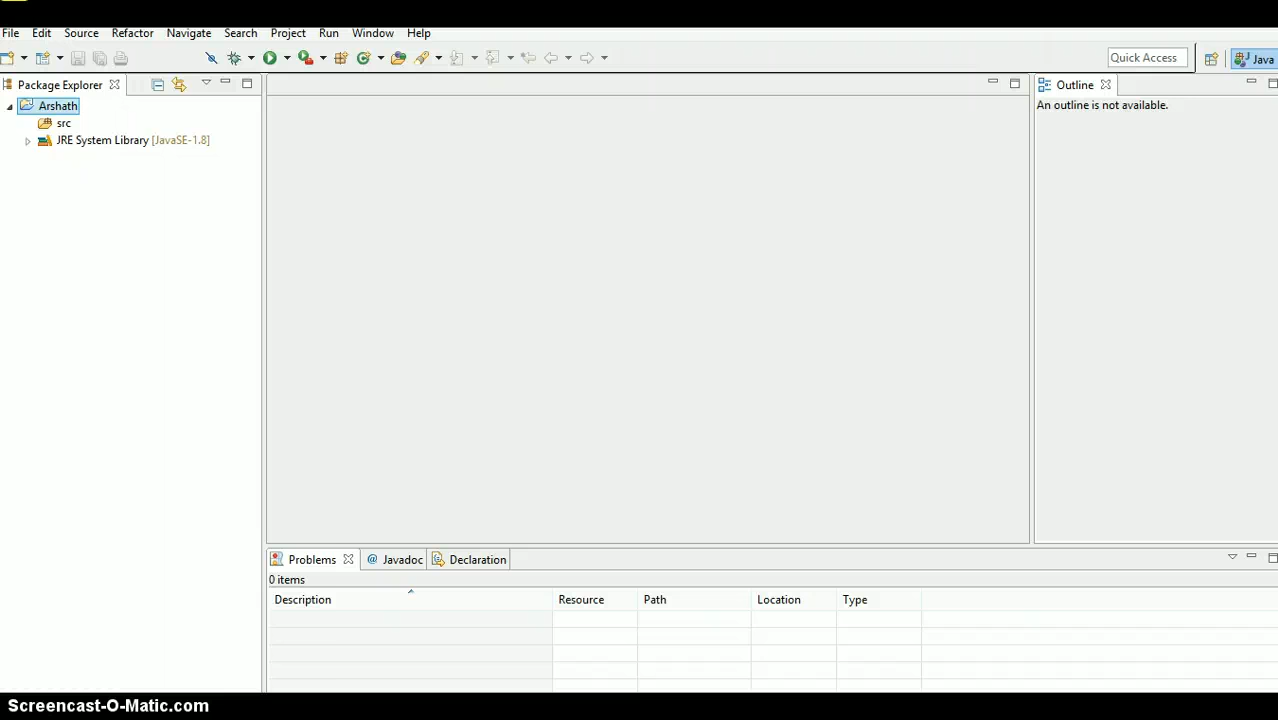 File Edit Source Refactor Navigate Search Project Run Window Help
Quick Access
Java
Package Explorer
Outline
Arshath
An outline is not available.
src
JRE System Library [JavaSE-1.8]
Problems @ Javadoc Declaration
0 items
Description Resource Path Location Type
Screencast-O-Matic.com